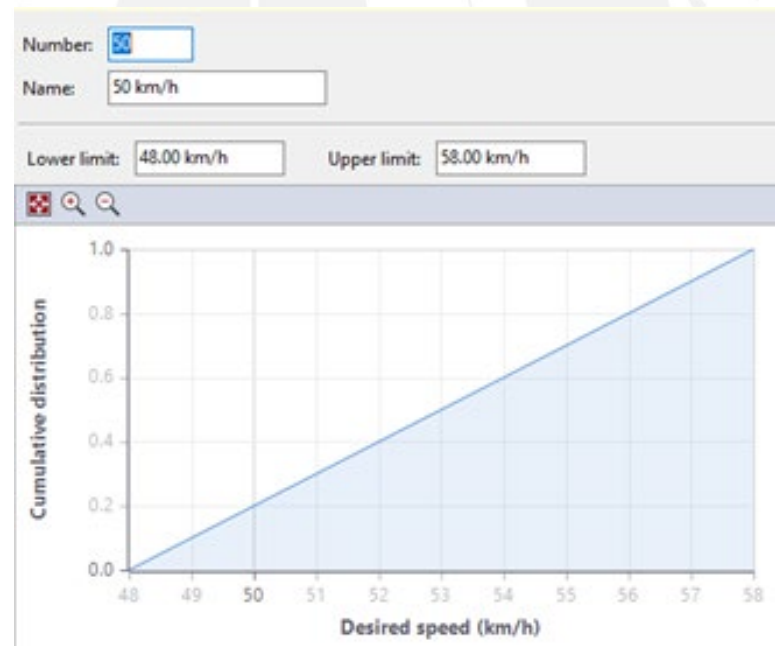 Number: 50
Name: 50 km/h
Lower limit: 48.00 km/h Upper limit: 58.00 km/h
1.0
0.8
0.6
0.4
0.2
0.0
Cumulative distribution
48 49 50 51 52 53 54 55 56 57 58
Desired speed (km/h)